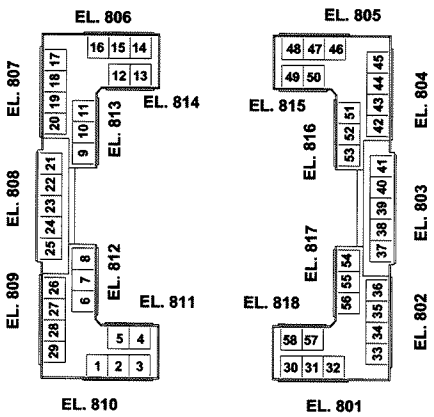 EL. 806
EL. 805
16 15 14
48 47 46
12 13
49 50
EL. 807
17
18
19
20
EL. 814
EL. 815
45
44
43
42
EL. 804
11
10
9
EL. 813
EL. 816
51
52
53
EL. 808
21
22
23
24
25
41
40
39
38
37
EL. 803
EL. 812
8
7
6
EL. 817
54
55
56
EL. 809
26
27
28
29
EL. 811
EL. 818
36
35
34
33
EL. 802
5 4
58 57
1 2 3
30 31 32
EL. 810
EL. 801